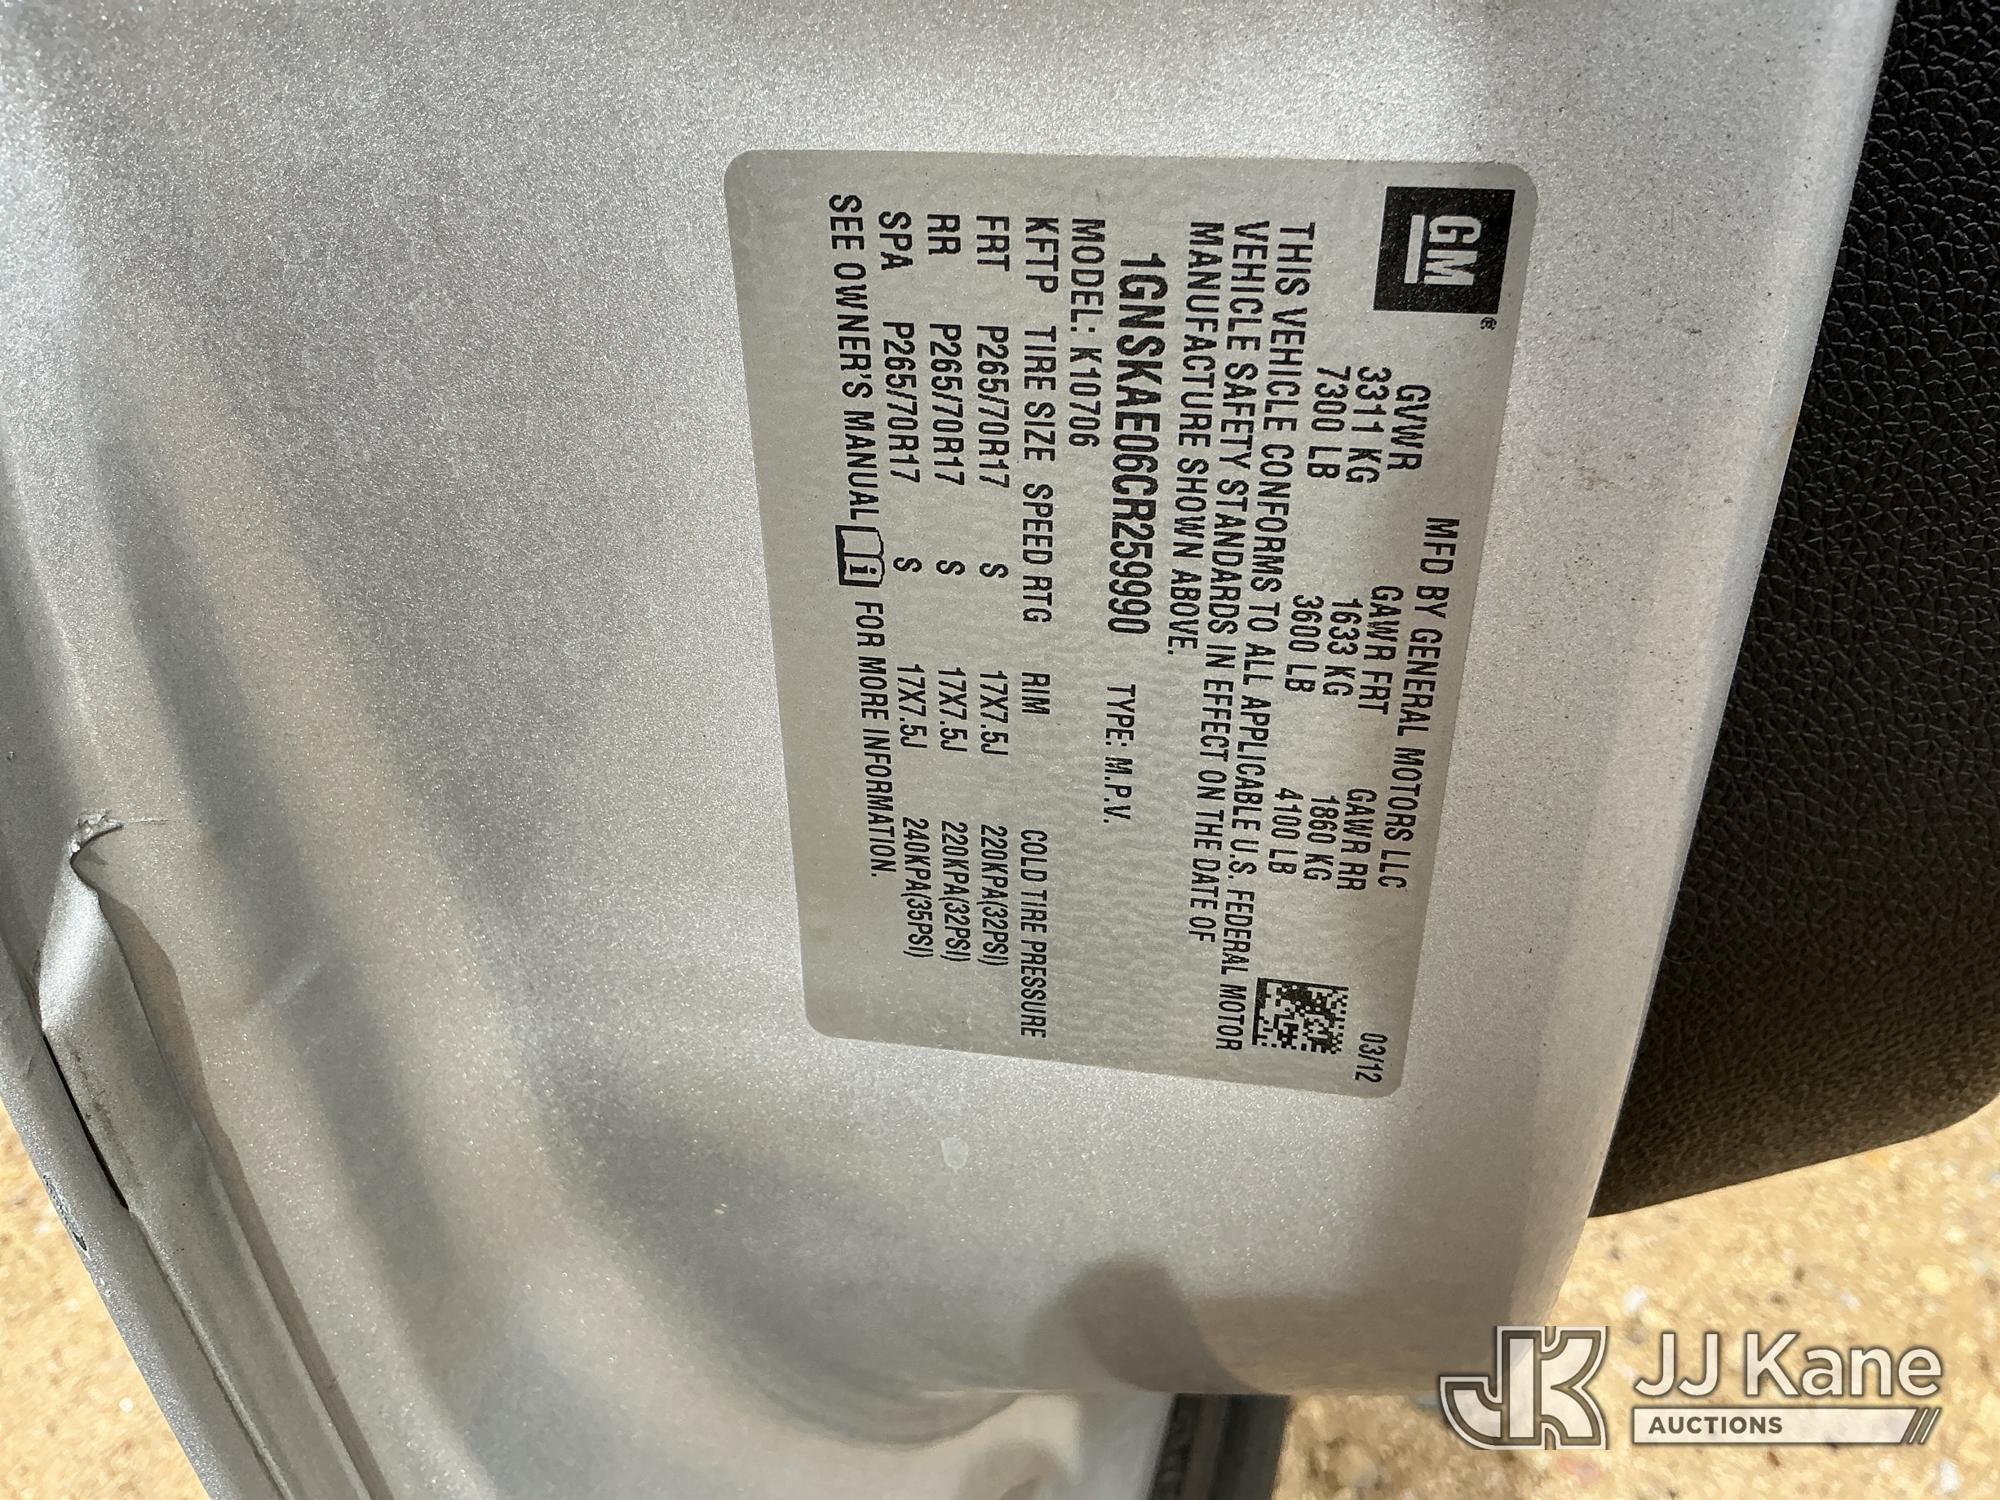 GM®
MFD BY GENERAL MOTORS LLC 03/12
GVWR GAWR FRT GAWR RR
3311 KG 1633 KG 1860 KG
7300 LB 3600 LB 4100 LB
THIS VEHICLE CONFORMS TO ALL APPLICABLE U.S. FEDERAL MOTOR
VEHICLE SAFETY STANDARDS IN EFFECT ON THE DATE OF
MANUFACTURE SHOWN ABOVE.
1GNSKAE06CR259990 TYPE: M.P.V.
MODEL: K10706
KFTP TIRE SIZE SPEED RTG RIM COLD TIRE PRESSURE
FRT P265/70R17 S 17X7.5J 220KPA(32PSI)
RR P265/70R17 S 17X7.5J 220KPA(32PSI)
SPA P265/70R17 S 17X7.5J 240KPA(35PSI)
SEE OWNER'S MANUAL i FOR MORE INFORMATION.
JK JJ Kane
AUCTIONS